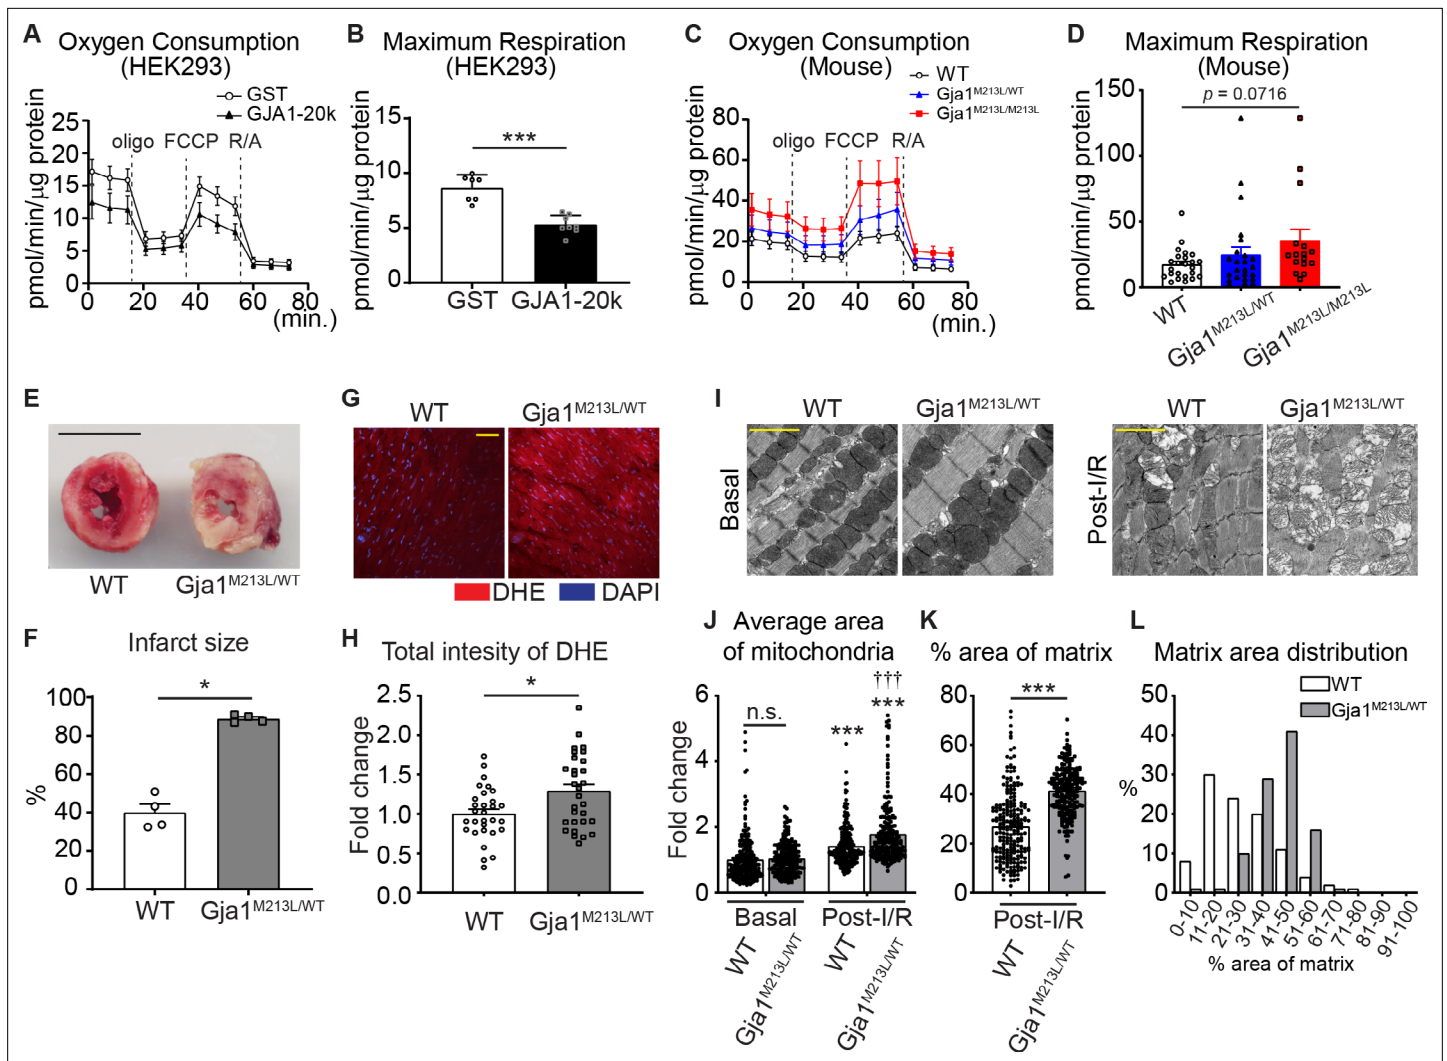 A
Oxygen Consumption
(HEK293)
GST
GJA1-20k
pmol/min/μg protein
25
20
15
10
5
0
oligo
FCCP
R/A
0 20 40 60 80
(min.)
B
Maximum Respiration
(HEK293)
pmol/min/μg protein
15
10
5
0
***
GST
GJA1-20k
C
Oxygen Consumption
(Mouse)
WT
Gja1M213L/WT
Gja1M213L/M213L
pmol/min/μg protein
80
60
40
20
0
oligo
FCCP
R/A
0 20 40 60 80
(min.)
D
Maximum Respiration
(Mouse)
pmol/min/μg protein
150
100
50
0
p = 0.0716
WT
Gja1M213L/WT
Gja1M213L/M213L
E
WT
Gja1M213L/WT
F
Infarct size
%
100
80
60
40
20
0
*
WT
Gja1M213L/WT
G
WT
Gja1M213L/WT
DHE
DAPI
H
Total intesity of DHE
Fold change
2.5
2.0
1.5
1.0
0.5
0.0
*
WT
Gja1M213L/WT
I
WT
Gja1M213L/WT
Basal
WT
Gja1M213L/WT
Post-I/R
J
Average area
of mitochondria
Fold change
6
4
2
0
n.s.
***
†††
***
Basal
Post-I/R
WT
Gja1M213L/WT
WT
Gja1M213L/WT
K
% area of matrix
80
60
40
20
0
***
Post-I/R
WT
Gja1M213L/WT
L
Matrix area distribution
WT
Gja1M213L/WT
%
50
40
30
20
10
0
0-10
11-20
21-30
31-40
41-50
51-60
61-70
71-80
81-90
91-100
% area of matrix